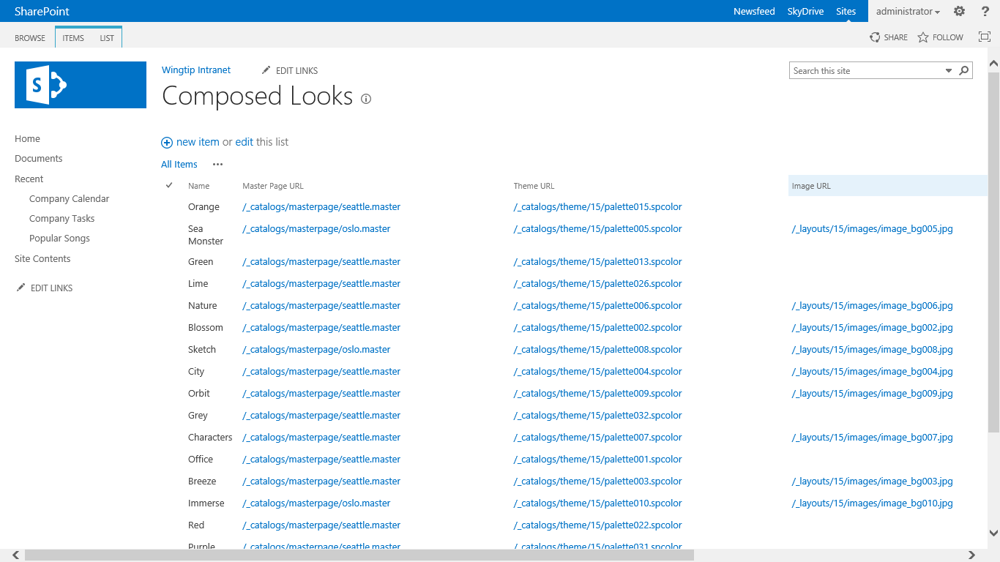 SharePoint Newsfeed SkyDrive Sites administrator ?
BROWSE ITEMS LIST SHARE FOLLOW
S
Wingtip Intranet EDIT LINKS Search this site
Composed Looks i
Home
Documents
Recent
Company Calendar
Company Tasks
Popular Songs
Site Contents
EDIT LINKS
new item or edit this list
All Items ...
Name Master Page URL Theme URL Image URL
Orange /_catalogs/masterpage/seattle.master /_catalogs/theme/15/palette015.spcolor
Sea /_catalogs/masterpage/oslo.master /_catalogs/theme/15/palette005.spcolor /_layouts/15/images/image_bg005.jpg
Monster
Green /_catalogs/masterpage/seattle.master /_catalogs/theme/15/palette013.spcolor
Lime /_catalogs/masterpage/seattle.master /_catalogs/theme/15/palette026.spcolor
Nature /_catalogs/masterpage/seattle.master /_catalogs/theme/15/palette006.spcolor /_layouts/15/images/image_bg006.jpg
Blossom /_catalogs/masterpage/seattle.master /_catalogs/theme/15/palette002.spcolor /_layouts/15/images/image_bg002.jpg
Sketch /_catalogs/masterpage/oslo.master /_catalogs/theme/15/palette008.spcolor /_layouts/15/images/image_bg008.jpg
City /_catalogs/masterpage/seattle.master /_catalogs/theme/15/palette004.spcolor /_layouts/15/images/image_bg004.jpg
Orbit /_catalogs/masterpage/seattle.master /_catalogs/theme/15/palette009.spcolor /_layouts/15/images/image_bg009.jpg
Grey /_catalogs/masterpage/seattle.master /_catalogs/theme/15/palette032.spcolor
Characters /_catalogs/masterpage/seattle.master /_catalogs/theme/15/palette007.spcolor /_layouts/15/images/image_bg007.jpg
Office /_catalogs/masterpage/seattle.master /_catalogs/theme/15/palette001.spcolor
Breeze /_catalogs/masterpage/seattle.master /_catalogs/theme/15/palette003.spcolor /_layouts/15/images/image_bg003.jpg
Immerse /_catalogs/masterpage/oslo.master /_catalogs/theme/15/palette010.spcolor /_layouts/15/images/image_bg010.jpg
Red /_catalogs/masterpage/seattle.master /_catalogs/theme/15/palette022.spcolor
Purple /_catalogs/masterpage/seattle.master /_catalogs/theme/15/palette031.spcolor